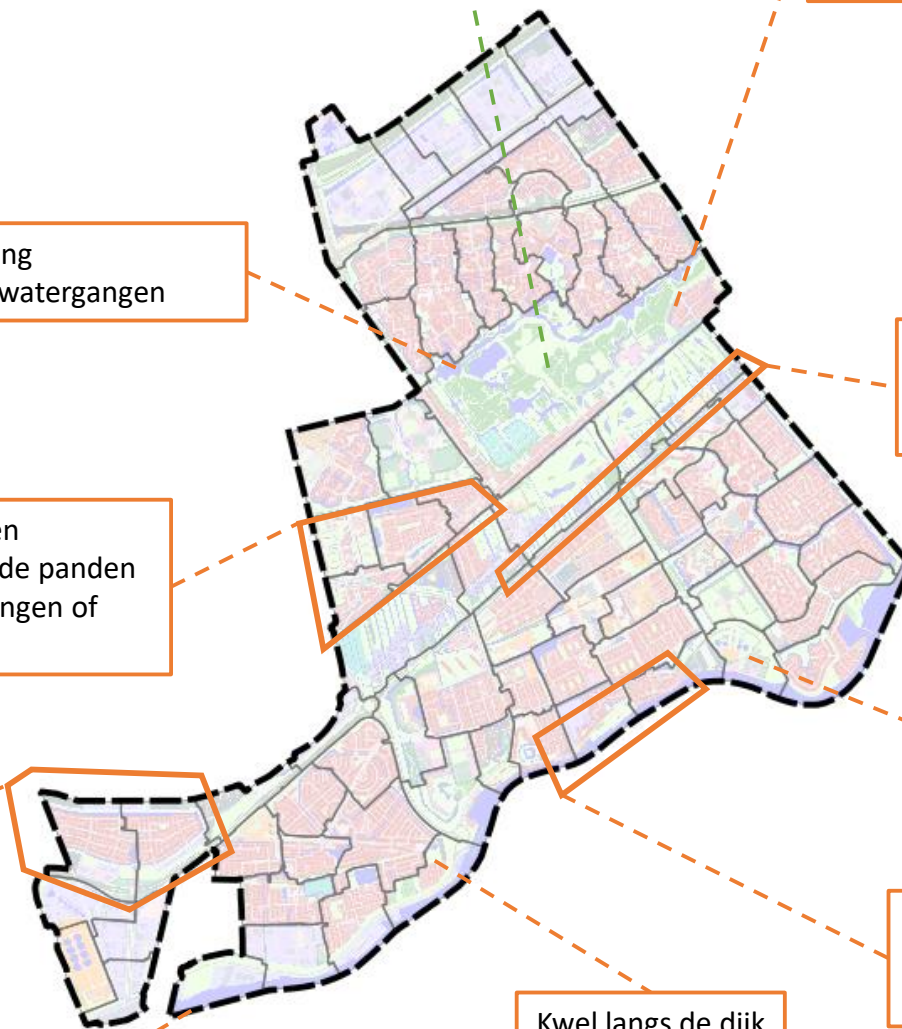 ng
watergangen
en
de panden
ngen of
Kwel langs de dijk